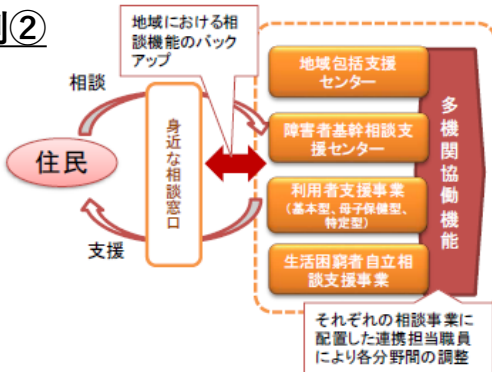 例②
地域における相
談機能のバック
アップ
相談
住民
支援
身近な相談窓口
地域包括支援
センター
障害者基幹相談支
援センター
利用者支援事業
（基本型、母子保健型、
特定型）
生活困窮者自立相
談支援事業
多機関協働機能
それぞれの相談事業に
配置した連携担当職員
により各分野間の調整